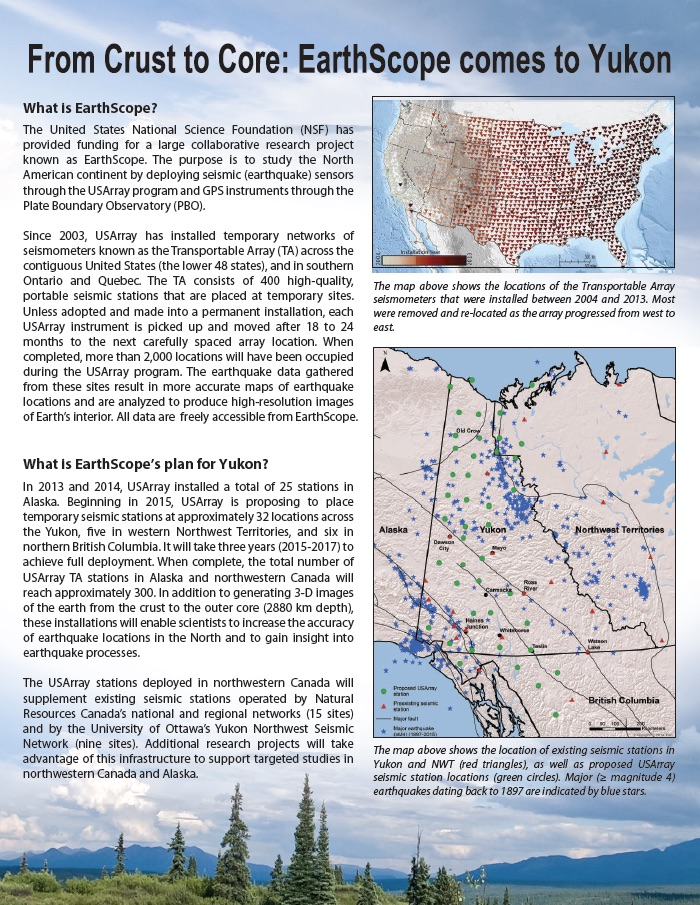 From Crust to Core: EarthScope comes to Yukon
What is EarthScope?
The United States National Science Foundation (NSF) has
provided funding for a large collaborative research project
known as EarthScope. The purpose is to study the North
American continent by deploying seismic (earthquake) sensors
through the USArray program and GPS instruments through the
Plate Boundary Observatory (PBO).
Since 2003, USArray has installed temporary networks of
seismometers known as the Transportable Array (TA) across the
contiguous United States (the lower 48 states), and in southern
Ontario and Quebec. The TA consists of 400 high-quality,
portable seismic stations that are placed at temporary sites.
Unless adopted and made into a permanent installation, each
USArray instrument is picked up and moved after 18 to 24
months to the next carefully spaced array location. When
completed, more than 2,000 locations will have been occupied
during the USArray program. The earthquake data gathered
from these sites result in more accurate maps of earthquake
locations and are analyzed to produce high-resolution images
of Earth's interior. All data are freely accessible from EarthScope.
What is EarthScope's plan for Yukon?
In 2013 and 2014, USArray installed a total of 25 stations in
Alaska. Beginning in 2015, USArray is proposing to place
temporary seismic stations at approximately 32 locations across
the Yukon, five in western Northwest Territories, and six in
northern British Columbia. It will take three years (2015-2017) to
achieve full deployment. When complete, the total number of
USArray TA stations in Alaska and northwestern Canada will
reach approximately 300. In addition to generating 3-D images
of the earth from the crust to the outer core (2880 km depth),
these installations will enable scientists to increase the accuracy
of earthquake locations in the North and to gain insight into
earthquake processes.
The USArray stations deployed in northwestern Canada will
supplement existing seismic stations operated by Natural
Resources Canada's national and regional networks (15 sites)
and by the University of Ottawa's Yukon Northwest Seismic
Network (nine sites). Additional research projects will take
advantage of this infrastructure to support targeted studies in
northwestern Canada and Alaska.
Installation Year
The map above shows the locations of the Transportable Array
seismometers that were installed between 2004 and 2013. Most
were removed and re-located as the array progressed from west to
east.
N
Old Crow
Alaska
Yukon
Northwest Territories
Dawson
City
Mayo
Ross
River
Carmacks
Haines
Junction
Whitehorse
Teslin
Watson
Lake
British Columbia
Proposed USArray
station
Preexisting seismic
station
Major fault
Major earthquake
0 50 100 200
Kilometers
The map above shows the location of existing seismic stations in
Yukon and NWT (red triangles), as well as proposed USArray
seismic station locations (green circles). Major (≥ magnitude 4)
earthquakes dating back to 1897 are indicated by blue stars.